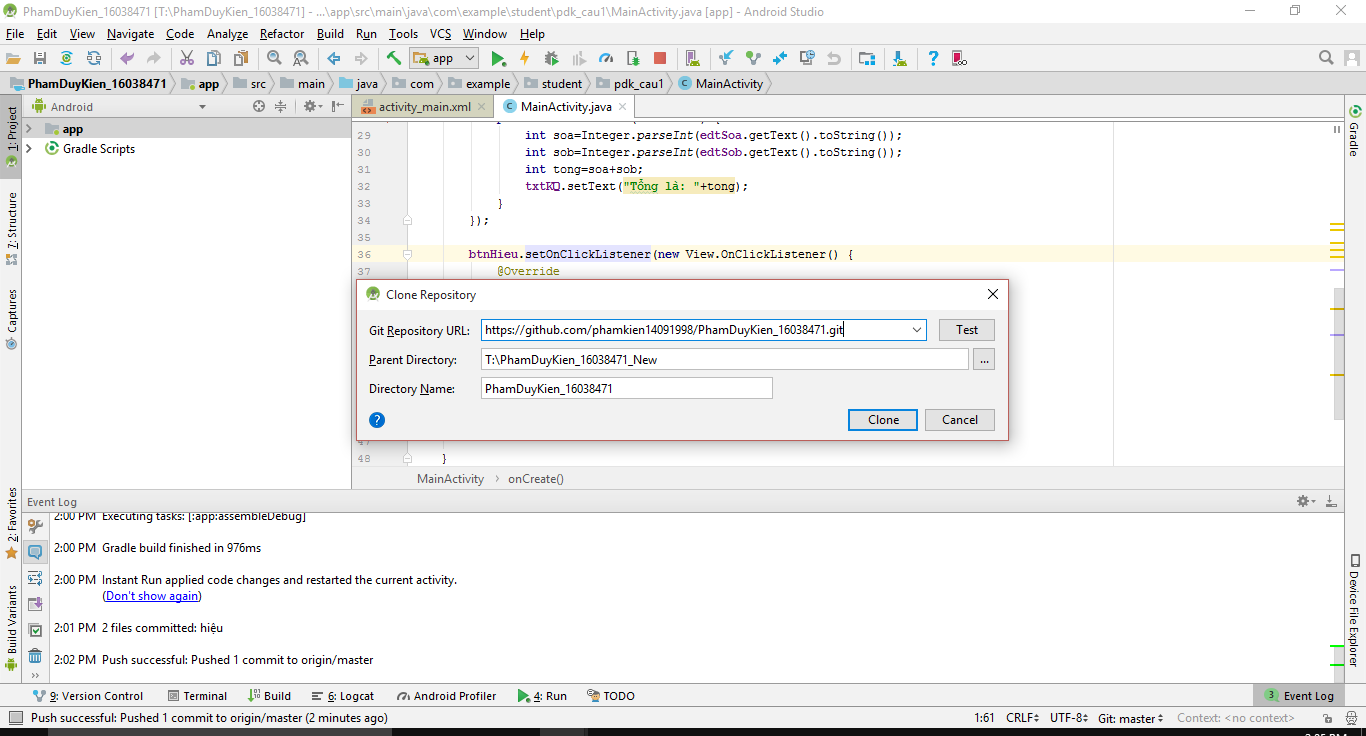 PhamDuyKien_16038471 [T:\PhamDuyKien_16038471] - ...\app\src\main\java\com\example\student\pdk_cau1\MainActivity.java [app] - Android Studio
File Edit View Navigate Code Analyze Refactor Build Run Tools VCS Window Help
app
PhamDuyKien_16038471 app src main java com example student pdk_cau1 MainActivity
Android
activity_main.xml MainActivity.java
1: Project
7: Structure
Captures
2: Favorites
Build Variants
Gradle
Device File Explorer
app
Gradle Scripts
29 int soa=Integer.parseInt(edtSoa.getText().toString());
30 int sob=Integer.parseInt(edtSob.getText().toString());
31 int tong=soa+sob;
32 txtKQ.setText("Tổng là: "+tong);
33 }
34 });
35
36 btnHieu.setOnClickListener(new View.OnClickListener() {
37 @Override
Clone Repository
Git Repository URL: https://github.com/phamkien14091998/PhamDuyKien_16038471.git Test
Parent Directory: T:\PhamDuyKien_16038471_New ...
Directory Name: PhamDuyKien_16038471
? Clone Cancel
47
48 }
MainActivity › onCreate()
Event Log
2:00 PM Executing tasks: [:app:assembleDebug]
2:00 PM Gradle build finished in 976ms
2:00 PM Instant Run applied code changes and restarted the current activity.
(Don't show again)
2:01 PM 2 files committed: hiệu
2:02 PM Push successful: Pushed 1 commit to origin/master
9: Version Control Terminal Build 6: Logcat Android Profiler 4: Run TODO 3 Event Log
Push successful: Pushed 1 commit to origin/master (2 minutes ago) 1:61 CRLF UTF-8 Git: master Context: <no context>